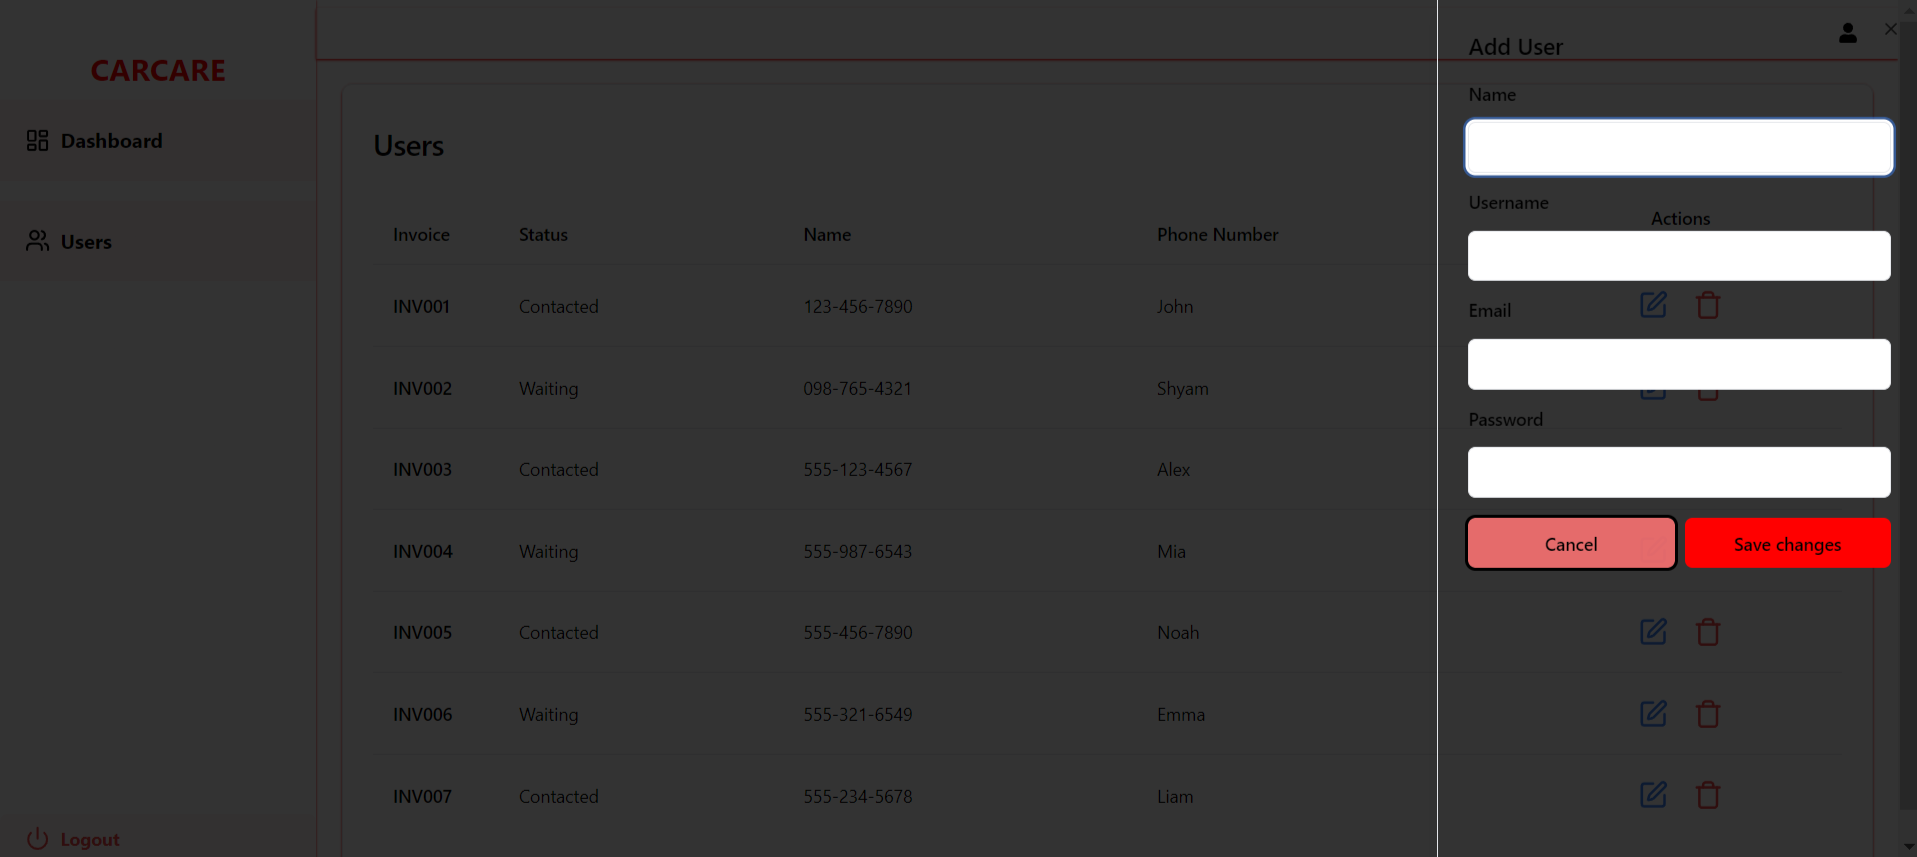 CARCARE
Dashboard
Users
Logout
Users
Invoice Status Name Phone Number Actions
INV001 Contacted 123-456-7890 John
INV002 Waiting 098-765-4321 Shyam
INV003 Contacted 555-123-4567 Alex
INV004 Waiting 555-987-6543 Mia
INV005 Contacted 555-456-7890 Noah
INV006 Waiting 555-321-6549 Emma
INV007 Contacted 555-234-5678 Liam
Add User
Name
Username
Email
Password
Cancel Save changes